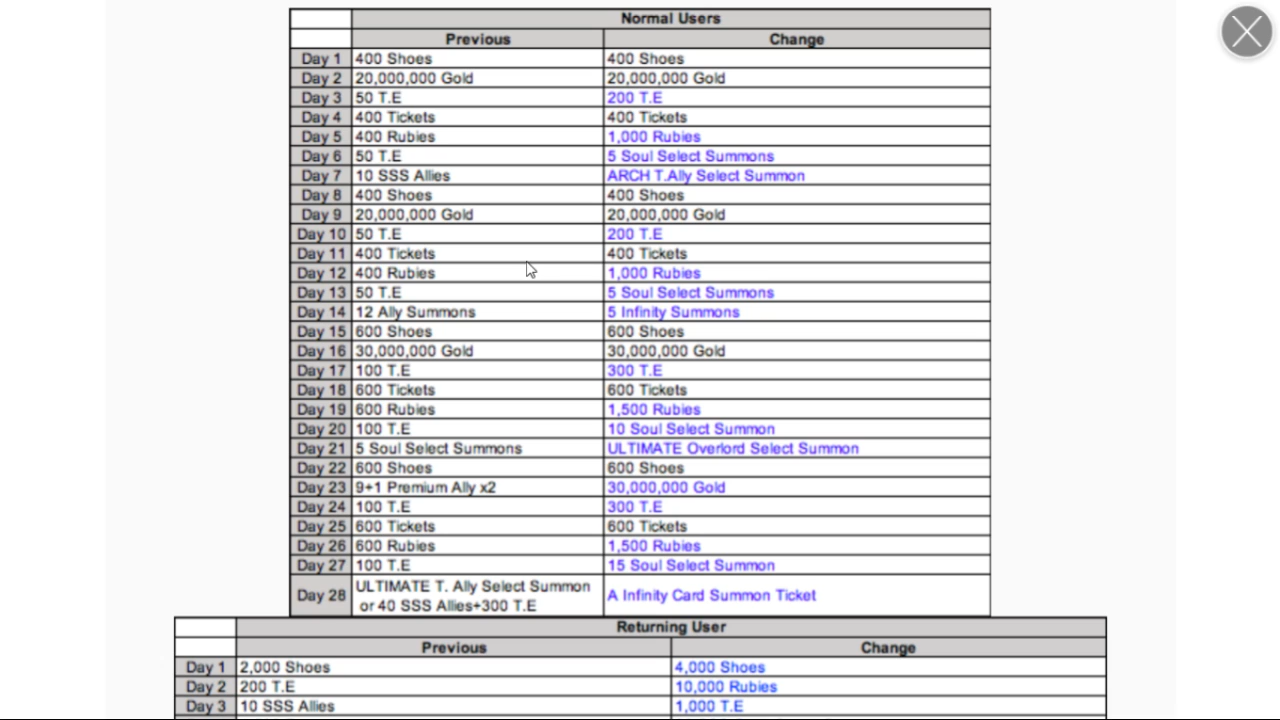 Normal Users
Previous Change
Day 1 400 Shoes 400 Shoes
Day 2 20,000,000 Gold 20,000,000 Gold
Day 3 50 T.E 200 T.E
Day 4 400 Tickets 400 Tickets
Day 5 400 Rubies 1,000 Rubies
Day 6 50 T.E 5 Soul Select Summons
Day 7 10 SSS Allies ARCH T.Ally Select Summon
Day 8 400 Shoes 400 Shoes
Day 9 20,000,000 Gold 20,000,000 Gold
Day 10 50 T.E 200 T.E
Day 11 400 Tickets 400 Tickets
Day 12 400 Rubies 1,000 Rubies
Day 13 50 T.E 5 Soul Select Summons
Day 14 12 Ally Summons 5 Infinity Summons
Day 15 600 Shoes 600 Shoes
Day 16 30,000,000 Gold 30,000,000 Gold
Day 17 100 T.E 300 T.E
Day 18 600 Tickets 600 Tickets
Day 19 600 Rubies 1,500 Rubies
Day 20 100 T.E 10 Soul Select Summon
Day 21 5 Soul Select Summons ULTIMATE Overlord Select Summon
Day 22 600 Shoes 600 Shoes
Day 23 9+1 Premium Ally x2 30,000,000 Gold
Day 24 100 T.E 300 T.E
Day 25 600 Tickets 600 Tickets
Day 26 600 Rubies 1,500 Rubies
Day 27 100 T.E 15 Soul Select Summon
Day 28 ULTIMATE T. Ally Select Summon
or 40 SSS Allies+300 T.E A Infinity Card Summon Ticket
Returning User
Previous Change
Day 1 2,000 Shoes 4,000 Shoes
Day 2 200 T.E 10,000 Rubies
Day 3 10 SSS Allies 1,000 T.E